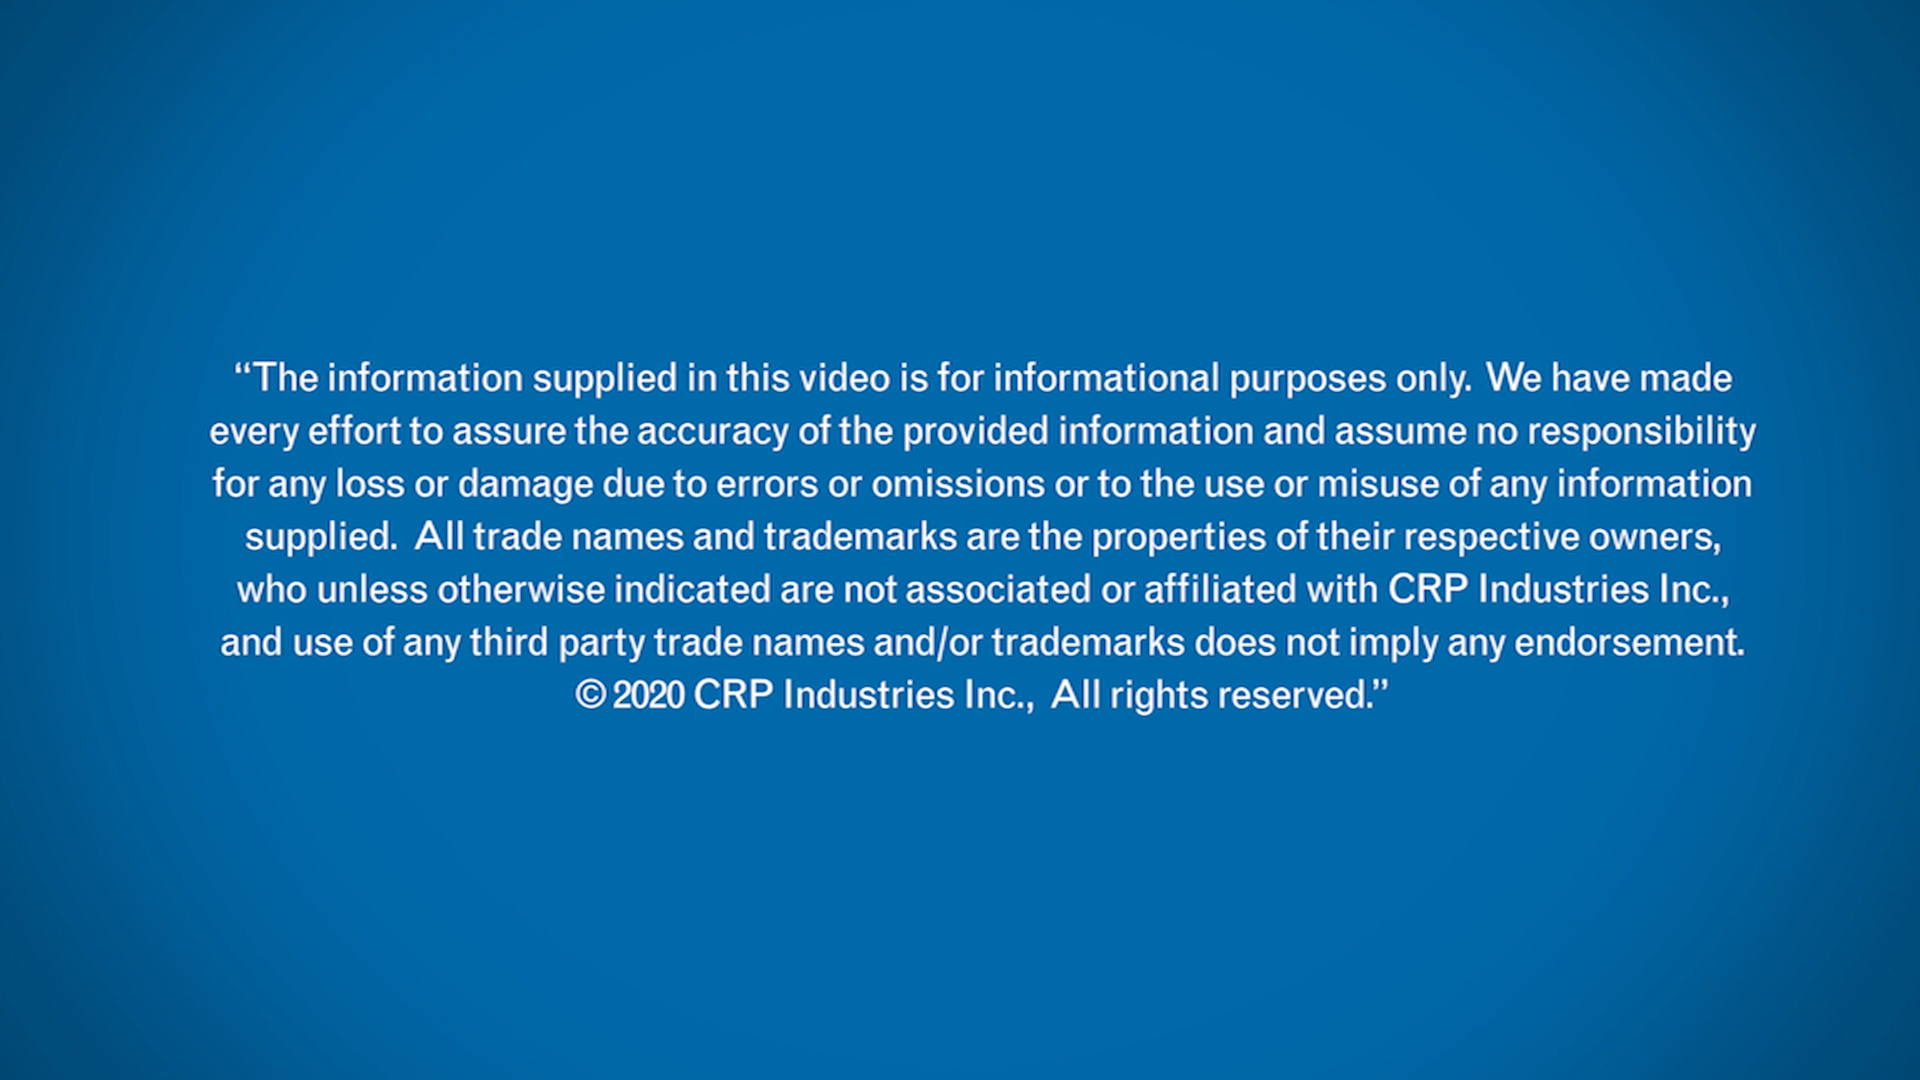 “The information supplied in this video is for informational purposes only.  We have made
every effort to assure the accuracy of the provided information and assume no responsibility
for any loss or damage due to errors or omissions or to the use or misuse of any information
supplied.  All trade names and trademarks are the properties of their respective owners,
who unless otherwise indicated are not associated or affiliated with CRP Industries Inc.,
and use of any third party trade names and/or trademarks does not imply any endorsement.
© 2020 CRP Industries Inc.,  All rights reserved.”